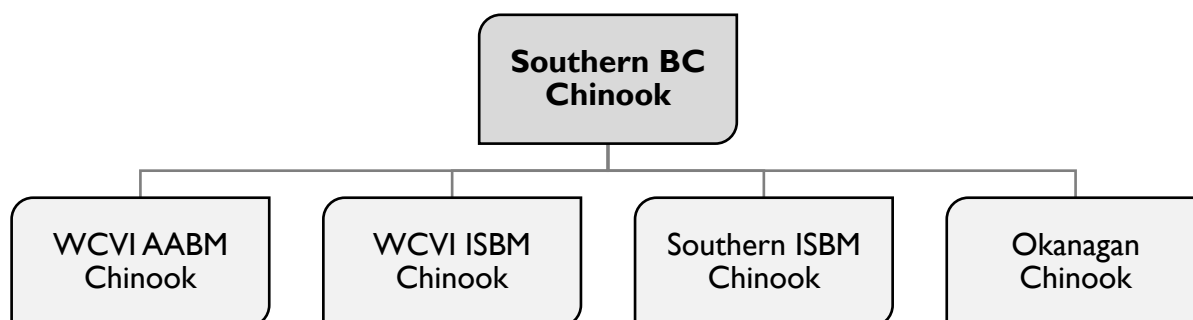 Southern BC
Chinook
WCVI AABM
Chinook
WCVI ISBM
Chinook
Southern ISBM
Chinook
Okanagan
Chinook